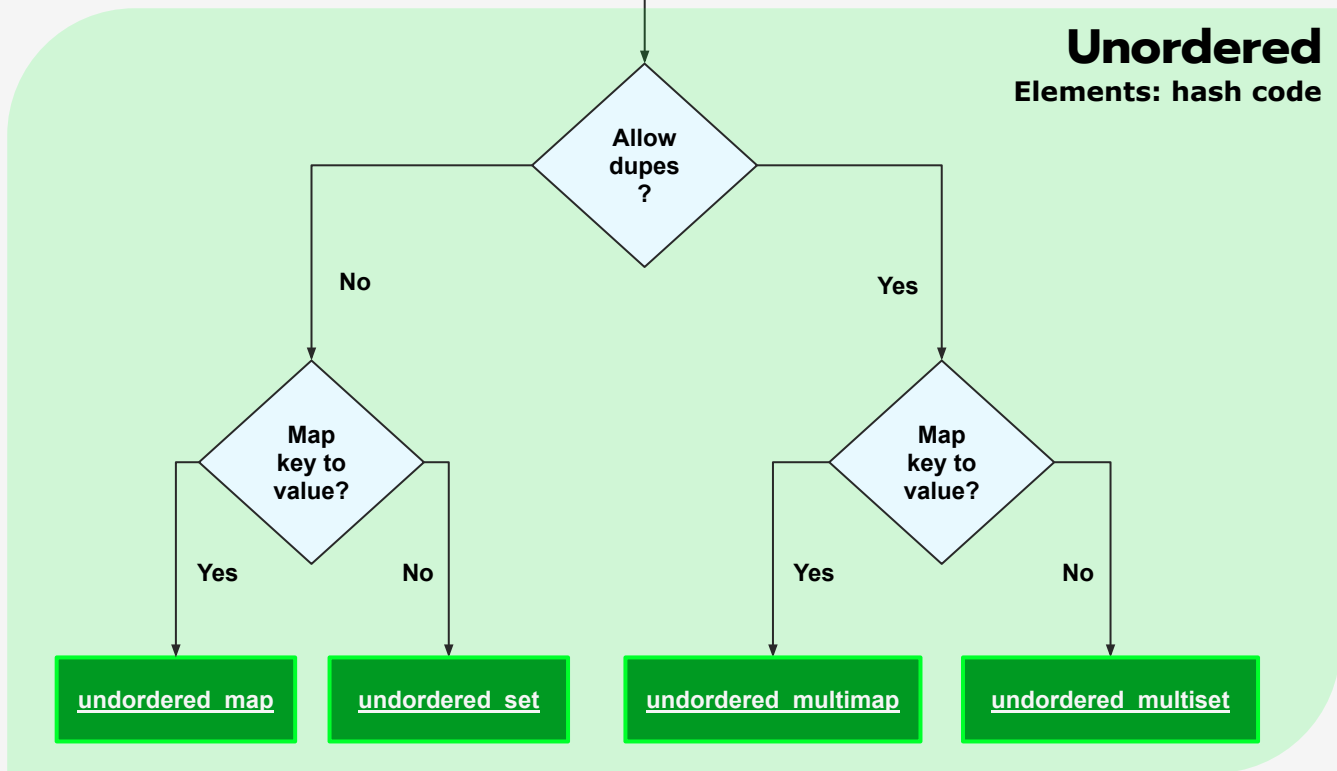 Unordered
Elements: hash code
Allow
dupes
?
No
Yes
Map
key to
value?
Map
key to
value?
Yes
No
Yes
No
undordered_map
undordered_set
undordered_multimap
undordered_multiset